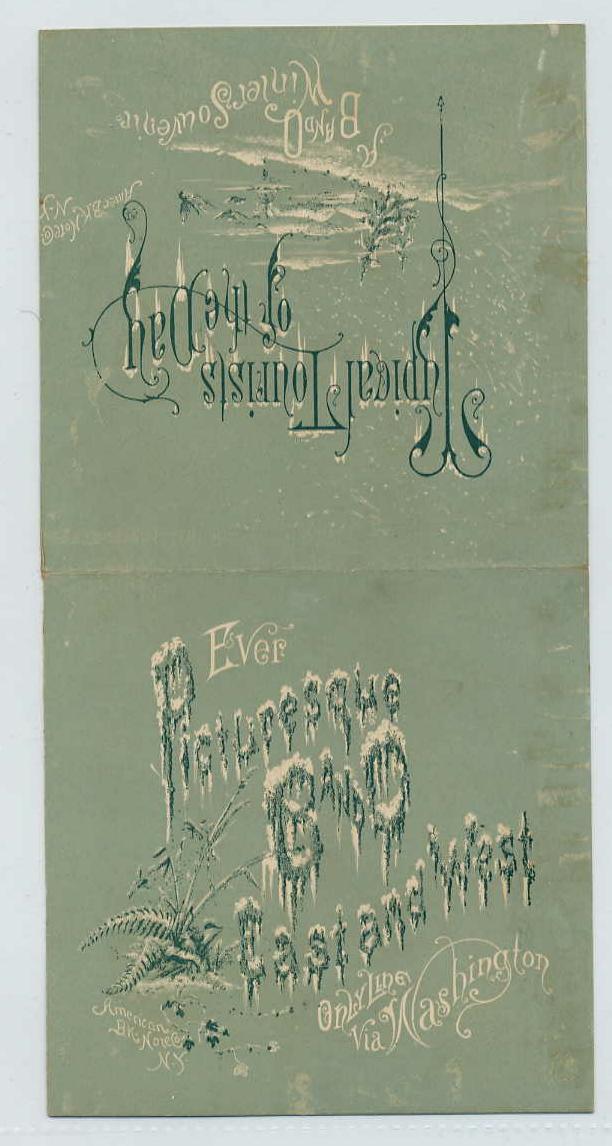 A
B AND O
Winter Souvenir
Typical Tourists
of the Day
Amer BK Note Co
N.Y.
Ever
Picturesque
B AND O
East and West
Only Line
Via Washington
American
BK Note Co
N.Y.